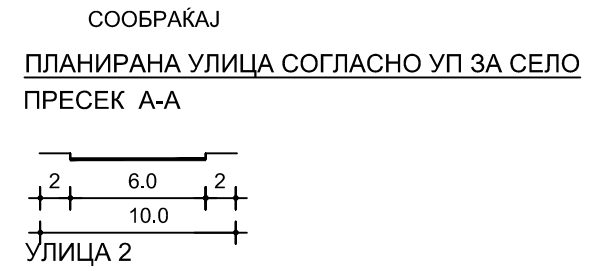 СООБРАЌАЈ
ПЛАНИРАНА УЛИЦА СОГЛАСНО УП ЗА СЕЛО
ПРЕСЕК А-А
2 6.0 2
10.0
УЛИЦА 2